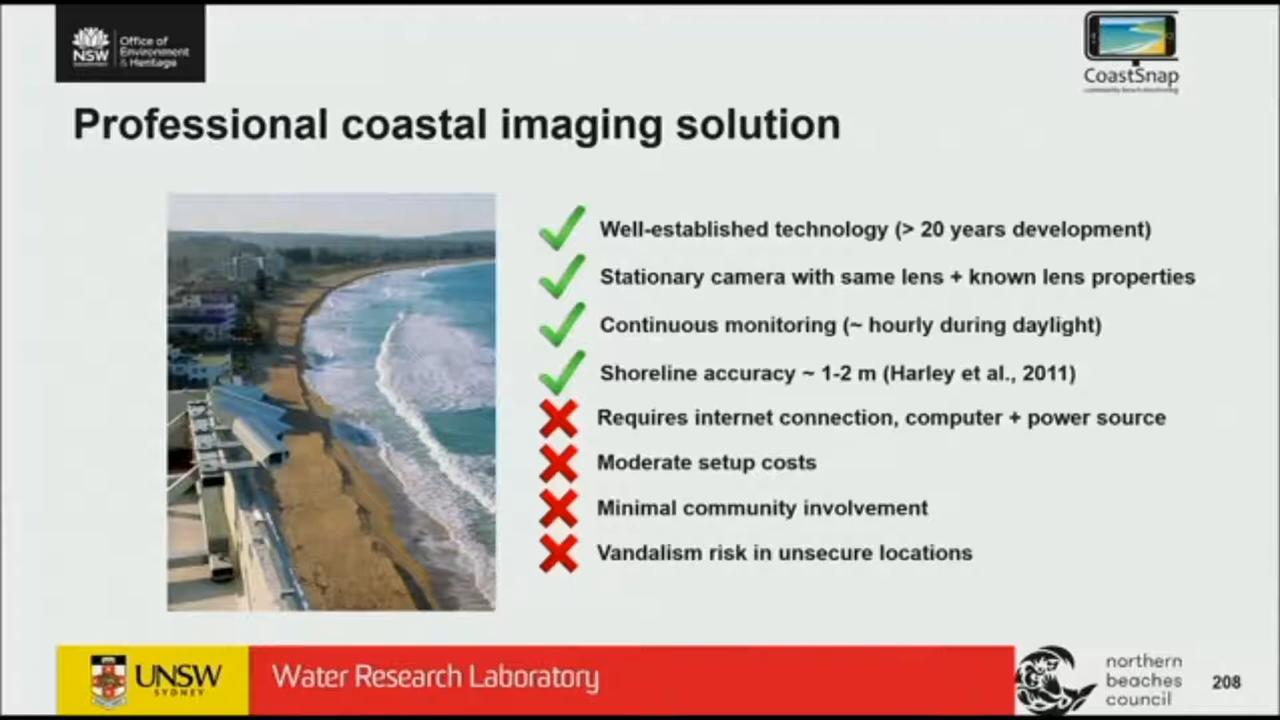 NSW
Office of
Environment
& Heritage
CoastSnap
community beach monitoring
Professional coastal imaging solution
Well-established technology (> 20 years development)
Stationary camera with same lens + known lens properties
Continuous monitoring (~ hourly during daylight)
Shoreline accuracy ~ 1-2 m (Harley et al., 2011)
Requires internet connection, computer + power source
Moderate setup costs
Minimal community involvement
Vandalism risk in unsecure locations
UNSW
SYDNEY
Water Research Laboratory
northern
beaches
council
208